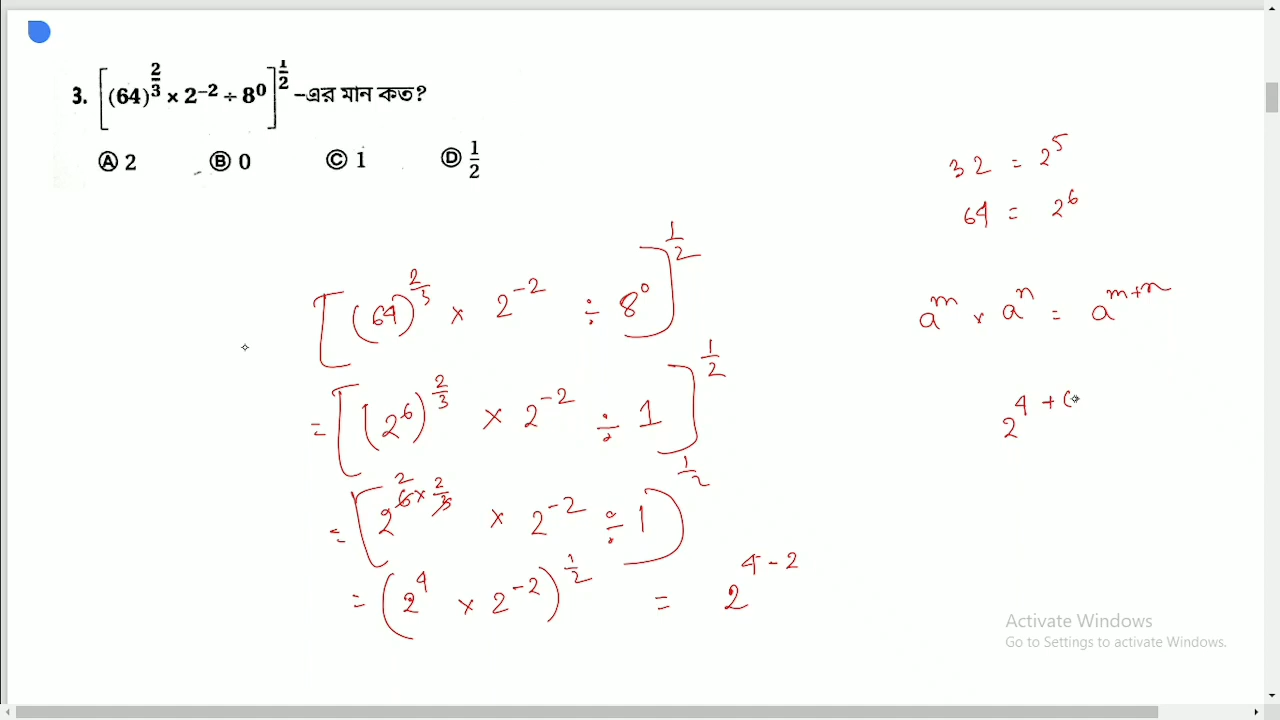 3. [(64)^(2/3) × 2^(-2) ÷ 8^0]^(1/2) –এর মান কত?
Ⓐ 2 Ⓑ 0 Ⓒ 1 Ⓓ 1/2
32 = 2^5
64 = 2^6
[(64)^(2/3) × 2^(-2) ÷ 8^0]^(1/2)
a^m × a^n = a^(m+n)
= [(2^6)^(2/3) × 2^(-2) ÷ 1]^(1/2)
2^(4+(
= [2^(6×2/3) × 2^(-2) ÷ 1)^(1/2)
= (2^4 × 2^(-2))^(1/2) = 2^(4-2)
Activate Windows
Go to Settings to activate Windows.